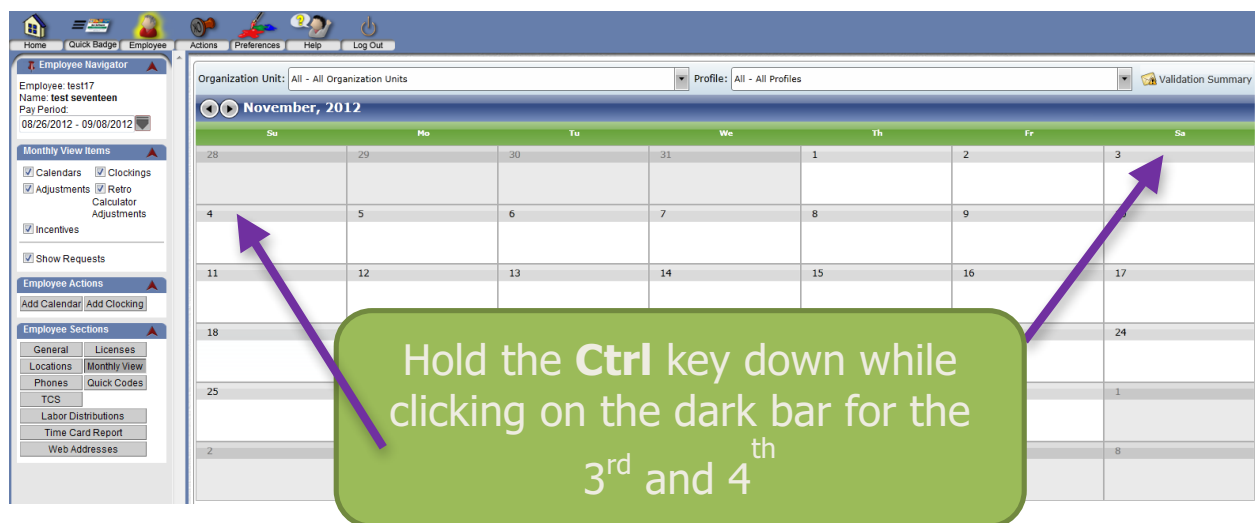 Home Quick Badge Employee Actions Preferences Help Log Out
Employee Navigator
Employee: test17
Name: test seventeen
Pay Period:
08/26/2012 - 09/08/2012
Monthly View Items
Calendars Clockings
Adjustments Retro
Calculator
Adjustments
Incentives
Show Requests
Employee Actions
Add Calendar Add Clocking
Employee Sections
General Licenses
Locations Monthly View
Phones Quick Codes
TCS
Labor Distributions
Time Card Report
Web Addresses
Organization Unit: All - All Organization Units Profile: All - All Profiles Validation Summary
November, 2012
Su Mo Tu We Th Fr Sa
28 29 30 31 1 2 3
4 5 6 7 8 9
11 12 13 14 15 16 17
18 24
25 1
2 8
Hold the Ctrl key down while
clicking on the dark bar for the
3rd and 4th